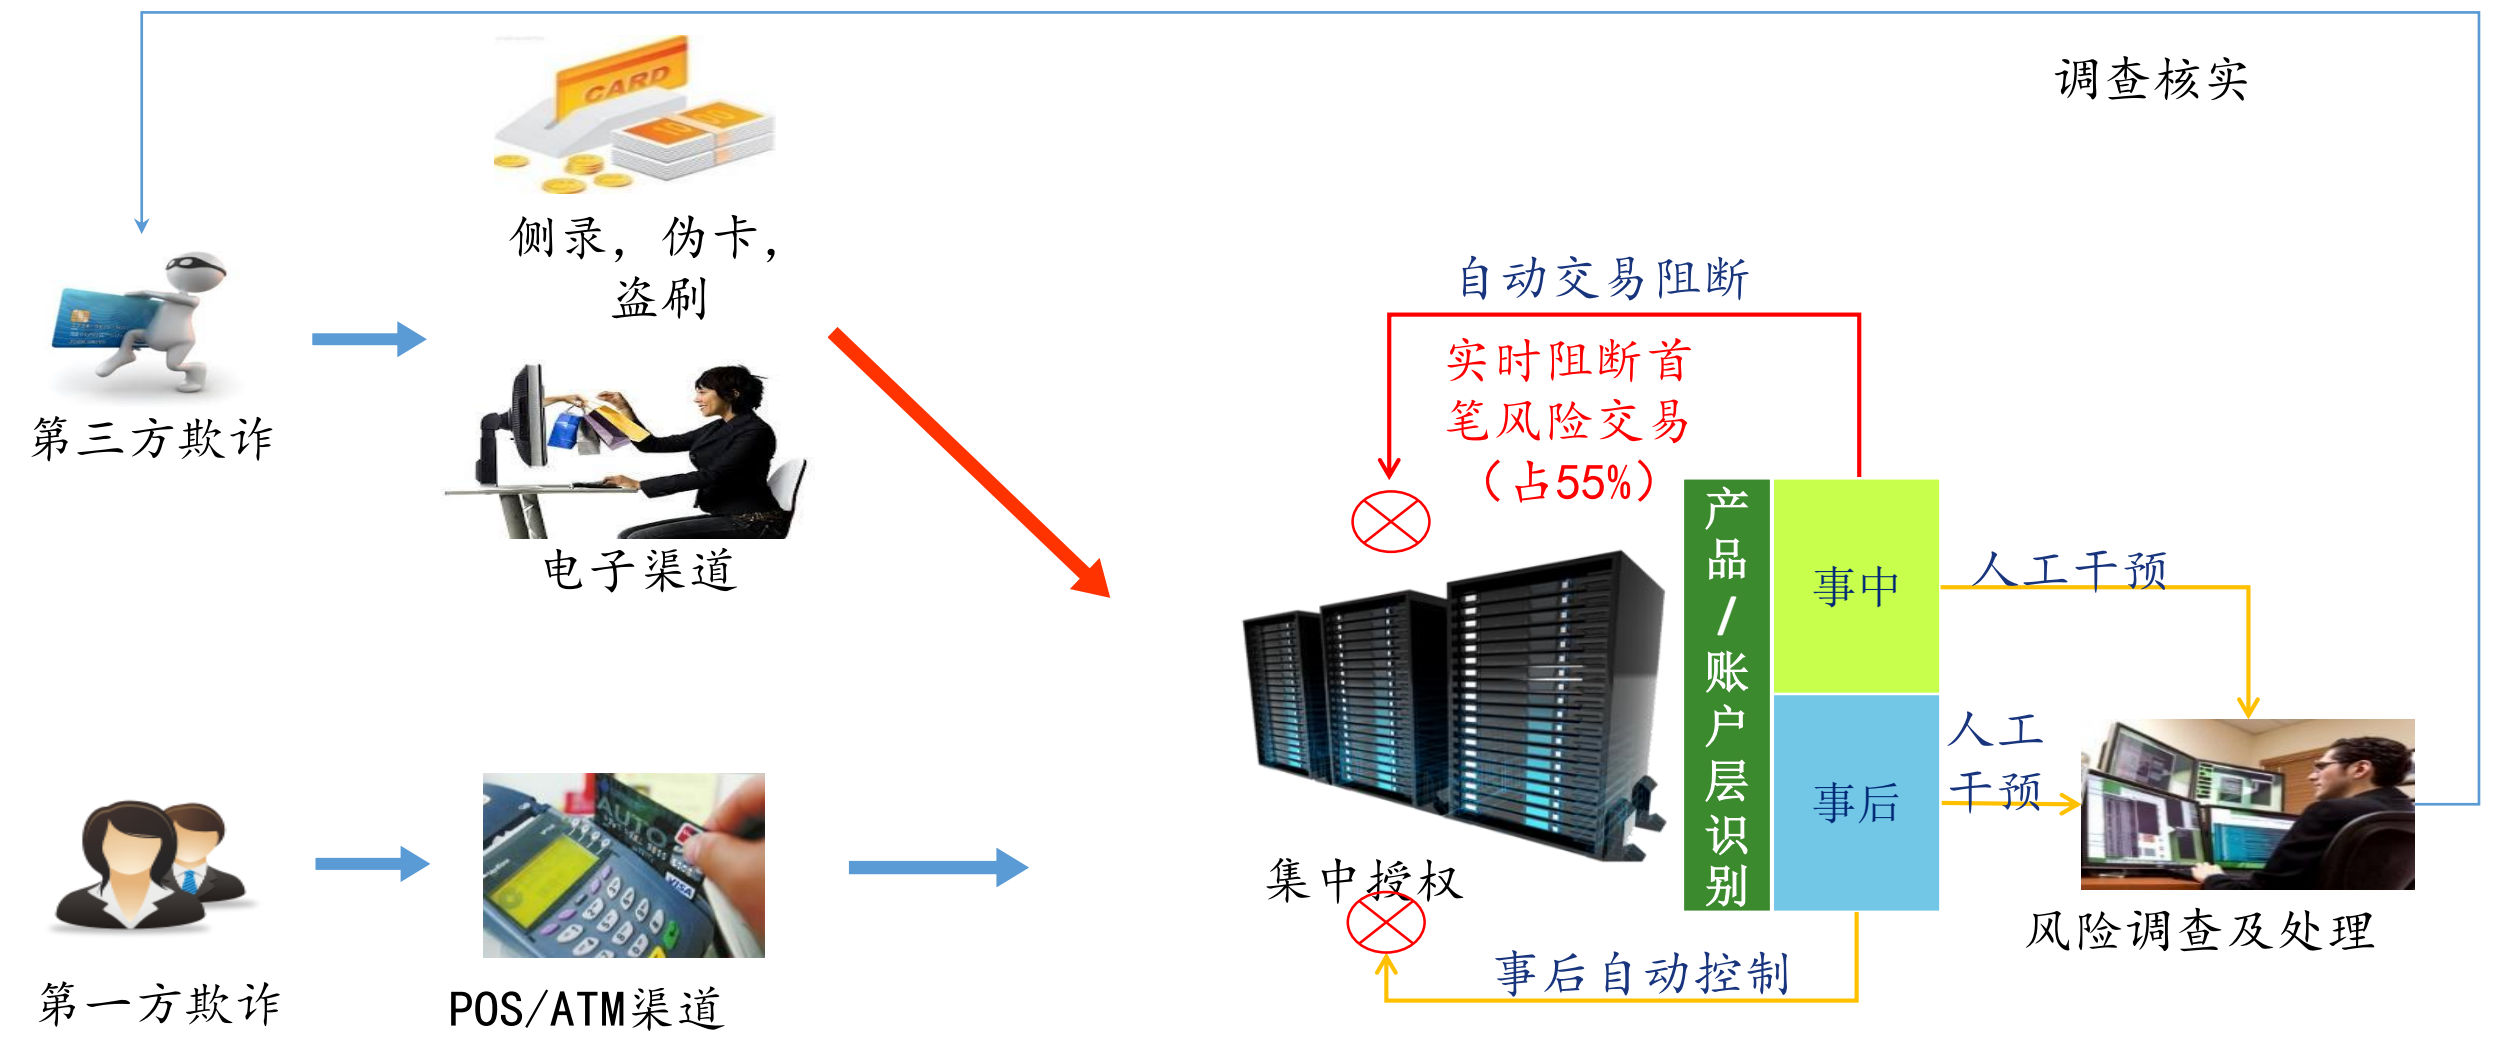 调查核实
CARD
侧录，伪卡，
盗刷
第三方欺诈
电子渠道
自动交易阻断
实时阻断首
笔风险交易
（占55%）
产品/账户层识别
事中
人工干预
事后
人工
干预
集中授权
风险调查及处理
事后自动控制
AUTO
VISA
第一方欺诈
POS/ATM渠道